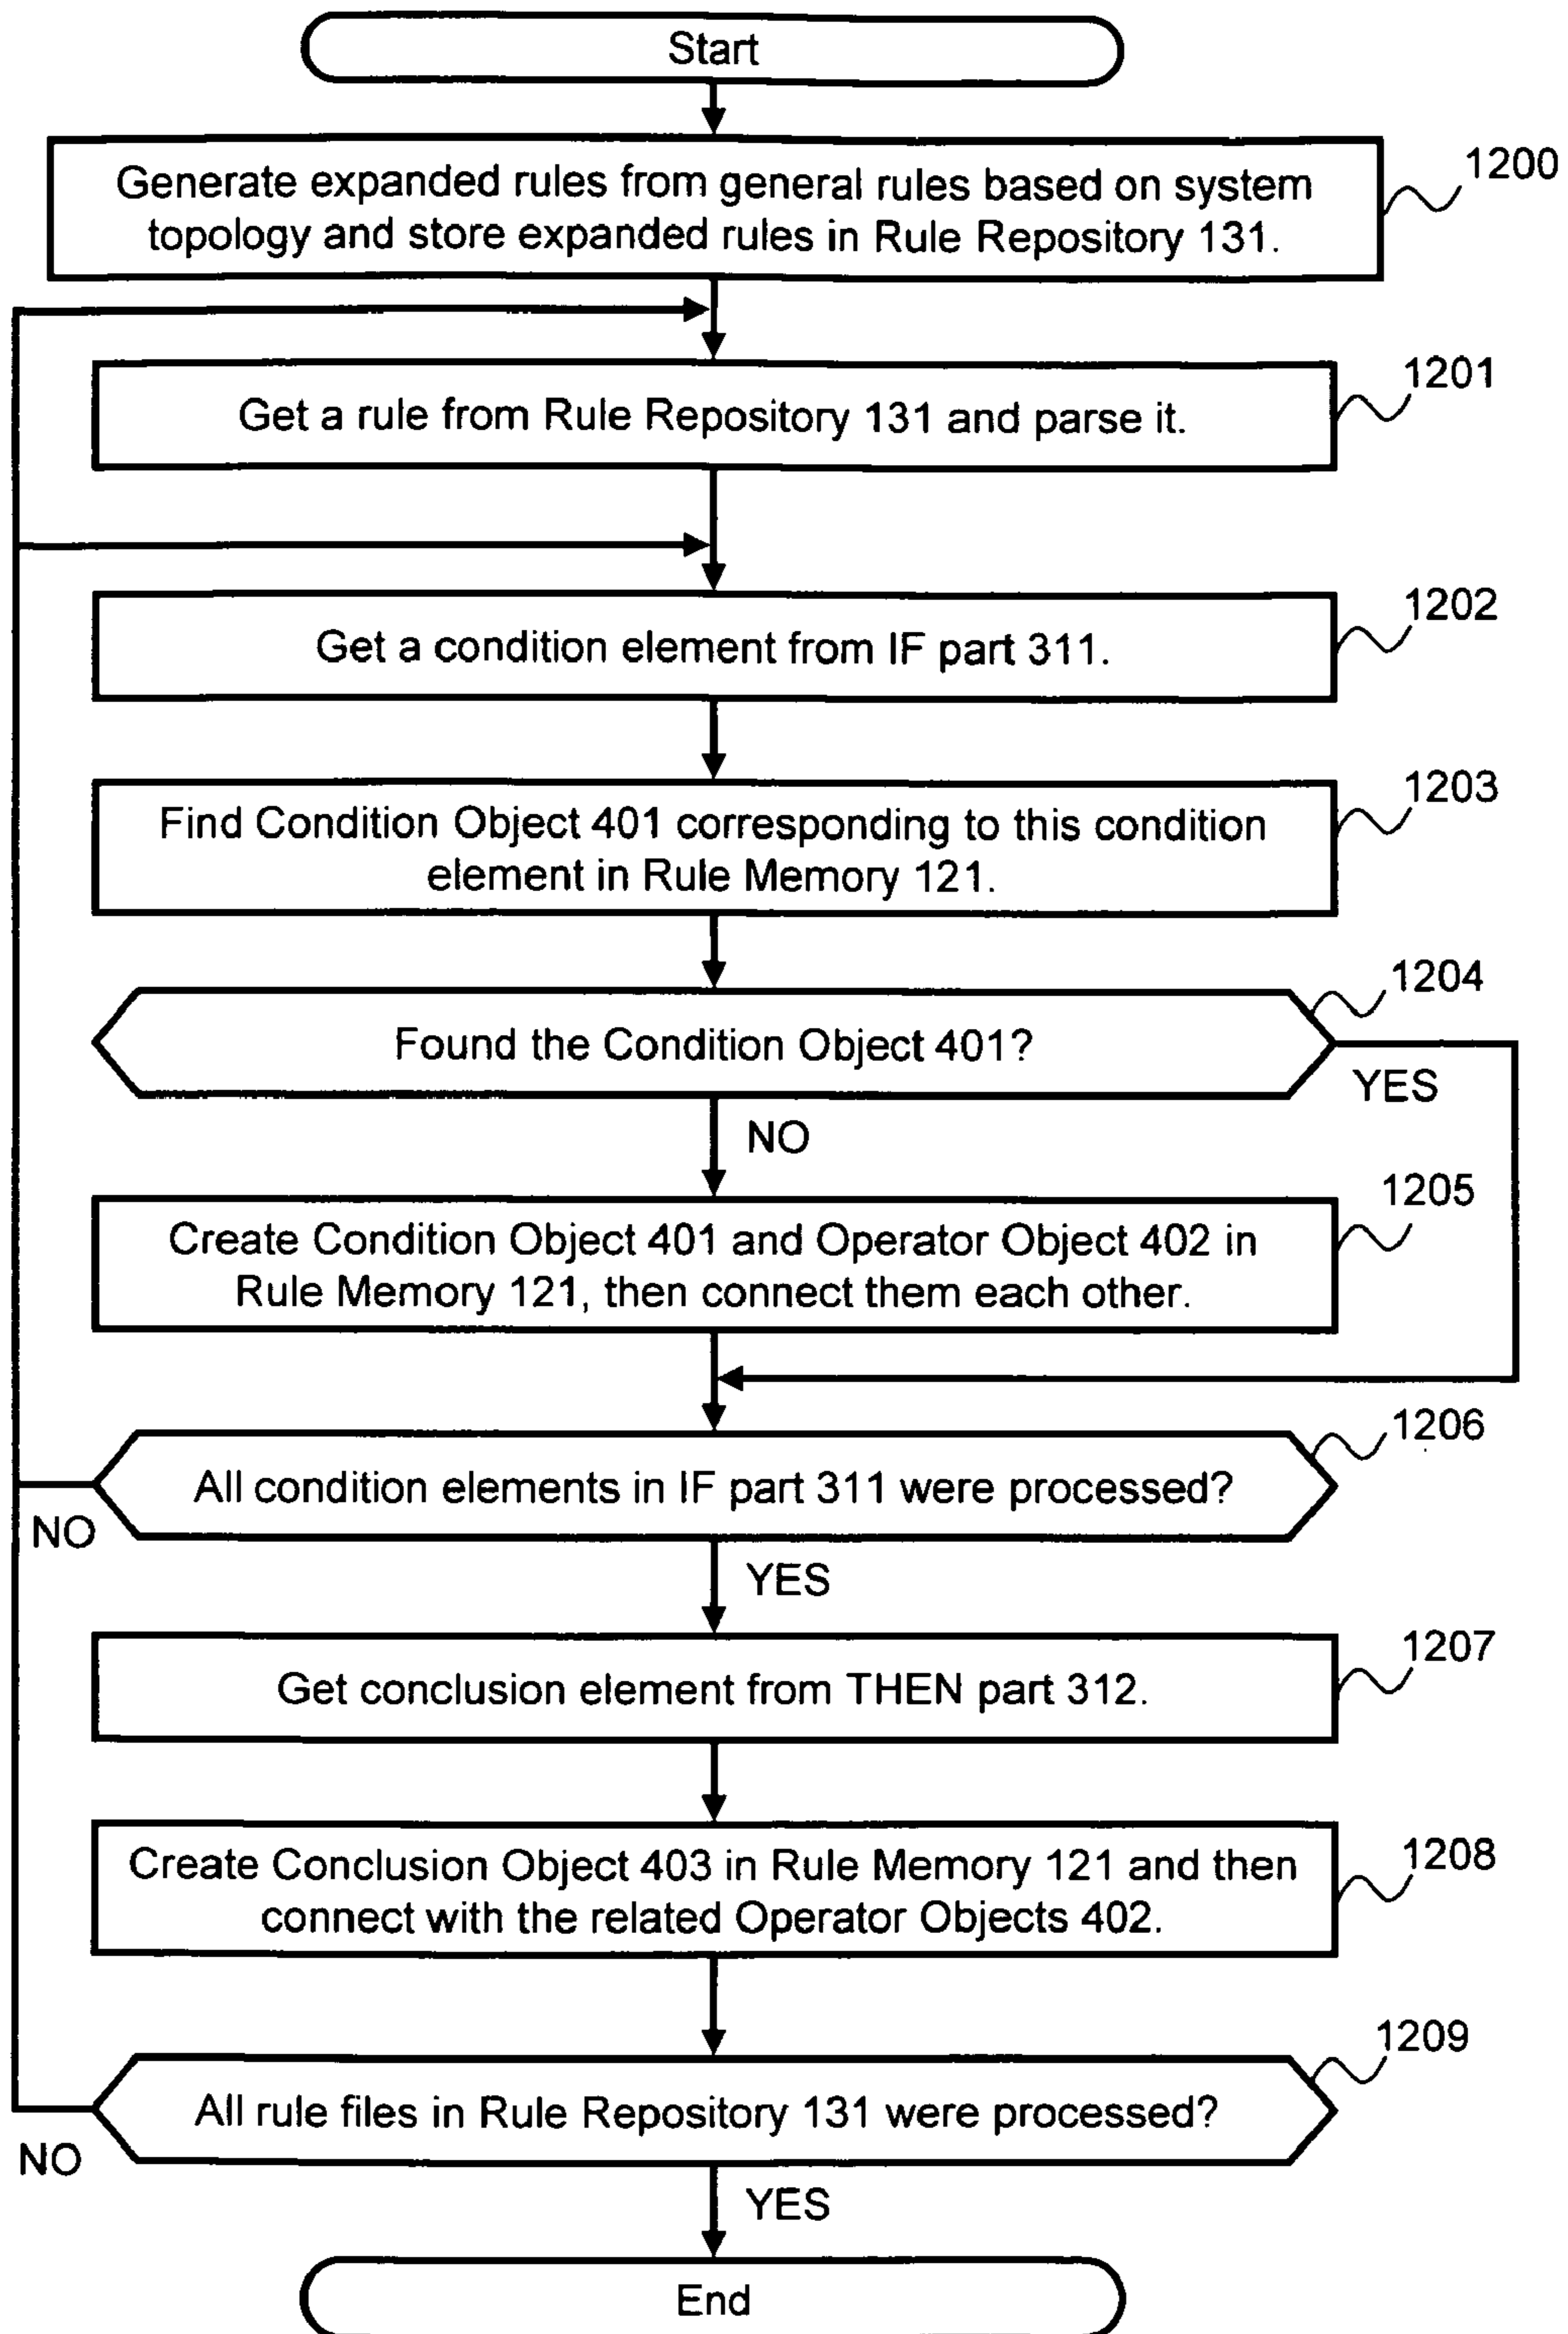 Start
Generate expanded rules from general rules based on system
topology and store expanded rules in Rule Repository 131.
1200
Get a rule from Rule Repository 131 and parse it.
1201
Get a condition element from IF part 311.
1202
Find Condition Object 401 corresponding to this condition
element in Rule Memory 121.
1203
Found the Condition Object 401?
1204
YES
NO
Create Condition Object 401 and Operator Object 402 in
Rule Memory 121, then connect them each other.
1205
All condition elements in IF part 311 were processed?
1206
NO
YES
Get conclusion element from THEN part 312.
1207
Create Conclusion Object 403 in Rule Memory 121 and then
connect with the related Operator Objects 402.
1208
All rule files in Rule Repository 131 were processed?
1209
NO
YES
End